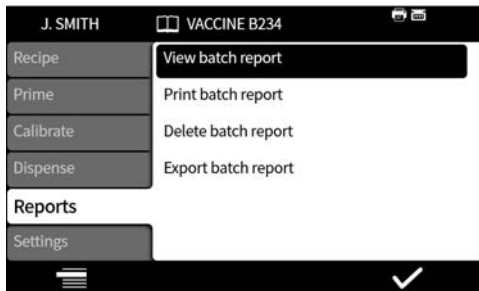 J. SMITH
VACCINE B234
Recipe
Prime
Calibrate
Dispense
Reports
Settings
View batch report
Print batch report
Delete batch report
Export batch report